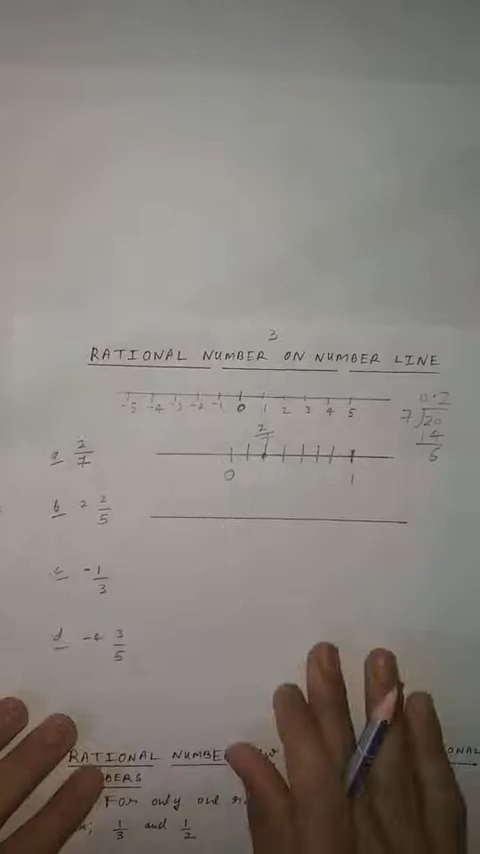 3
RATIONAL NUMBER ON NUMBER LINE
-5 -4 -3 -2 -1 0 1 2 3 4 5
0.2
7 20
14
6
a 2/7
2/7
0 1
b 2 2/5
c -1/3
d -4 3/5
RATIONAL
For only one
1/3 and 1/2